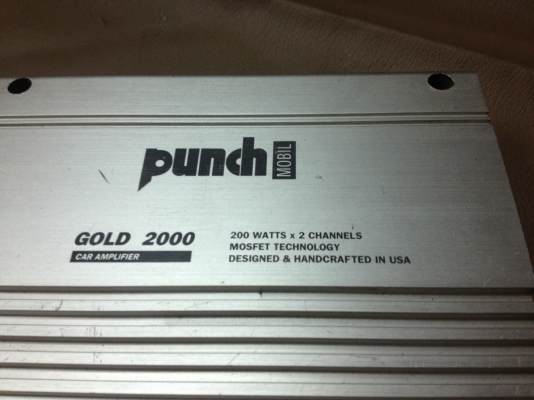 punch MOBIL
GOLD 2000
CAR AMPLIFIER
200 WATTS x 2 CHANNELS
MOSFET TECHNOLOGY
DESIGNED & HANDCRAFTED IN USA